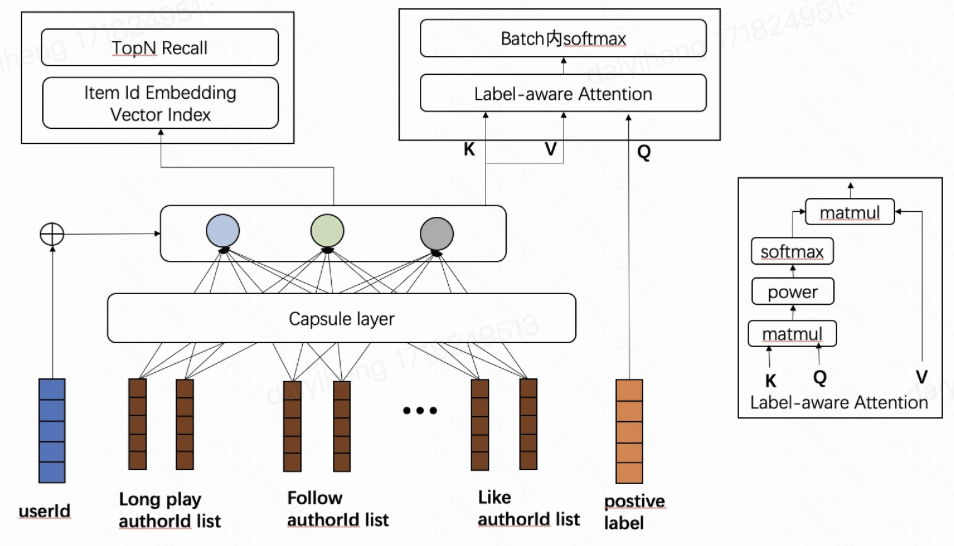 TopN Recall
Item Id Embedding
Vector Index
Batch内softmax
Label-aware Attention
K
V
Q
matmul
softmax
power
matmul
K
Q
V
Label-aware Attention
Capsule layer
•••
userId
Long play
authorId list
Follow
authorId list
Like
authorId list
postive
label
daiyiheng 1718249513